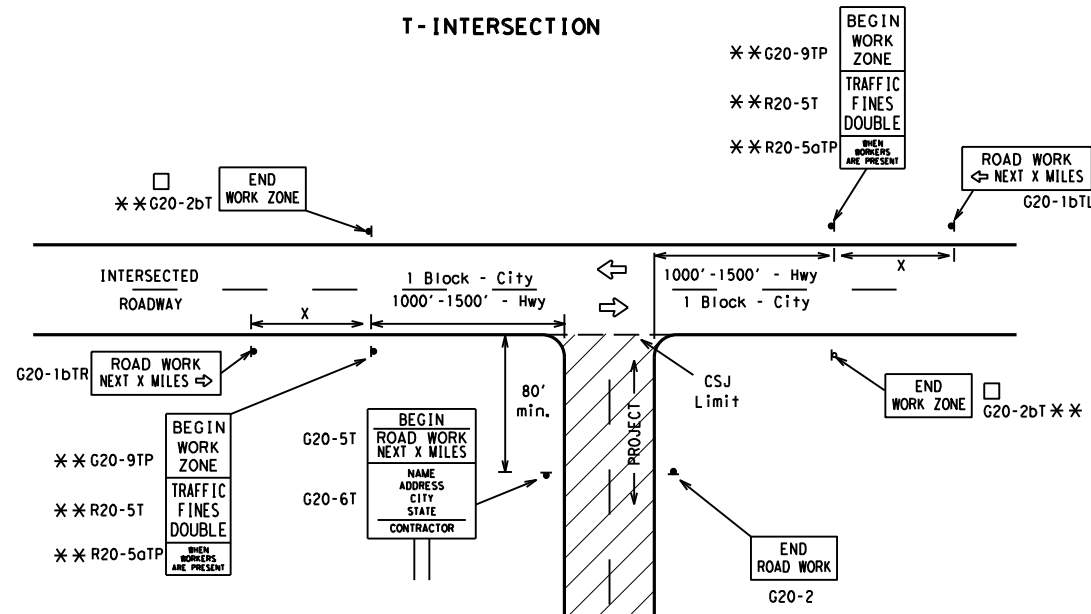 T-INTERSECTION
BEGIN
WORK
ZONE
TRAFFIC
FINES
DOUBLE
WHEN
WORKERS
ARE PRESENT
**G20-9TP
**R20-5T
**R20-5aTP
ROAD WORK
⇦ NEXT X MILES
G20-1bTL
END
WORK ZONE
□
**G20-2bT
INTERSECTED
ROADWAY
1 Block - City
1000'-1500' - Hwy
X
1000'-1500' - Hwy
1 Block - City
X
G20-1bTR
ROAD WORK
NEXT X MILES ⇨
80'
min.
CSJ
Limit
PROJECT
END
WORK ZONE
□
G20-2bT **
BEGIN
WORK
ZONE
TRAFFIC
FINES
DOUBLE
WHEN
WORKERS
ARE PRESENT
**G20-9TP
**R20-5T
**R20-5aTP
G20-5T
BEGIN
ROAD WORK
NEXT X MILES
G20-6T
NAME
ADDRESS
CITY
STATE
CONTRACTOR
END
ROAD WORK
G20-2